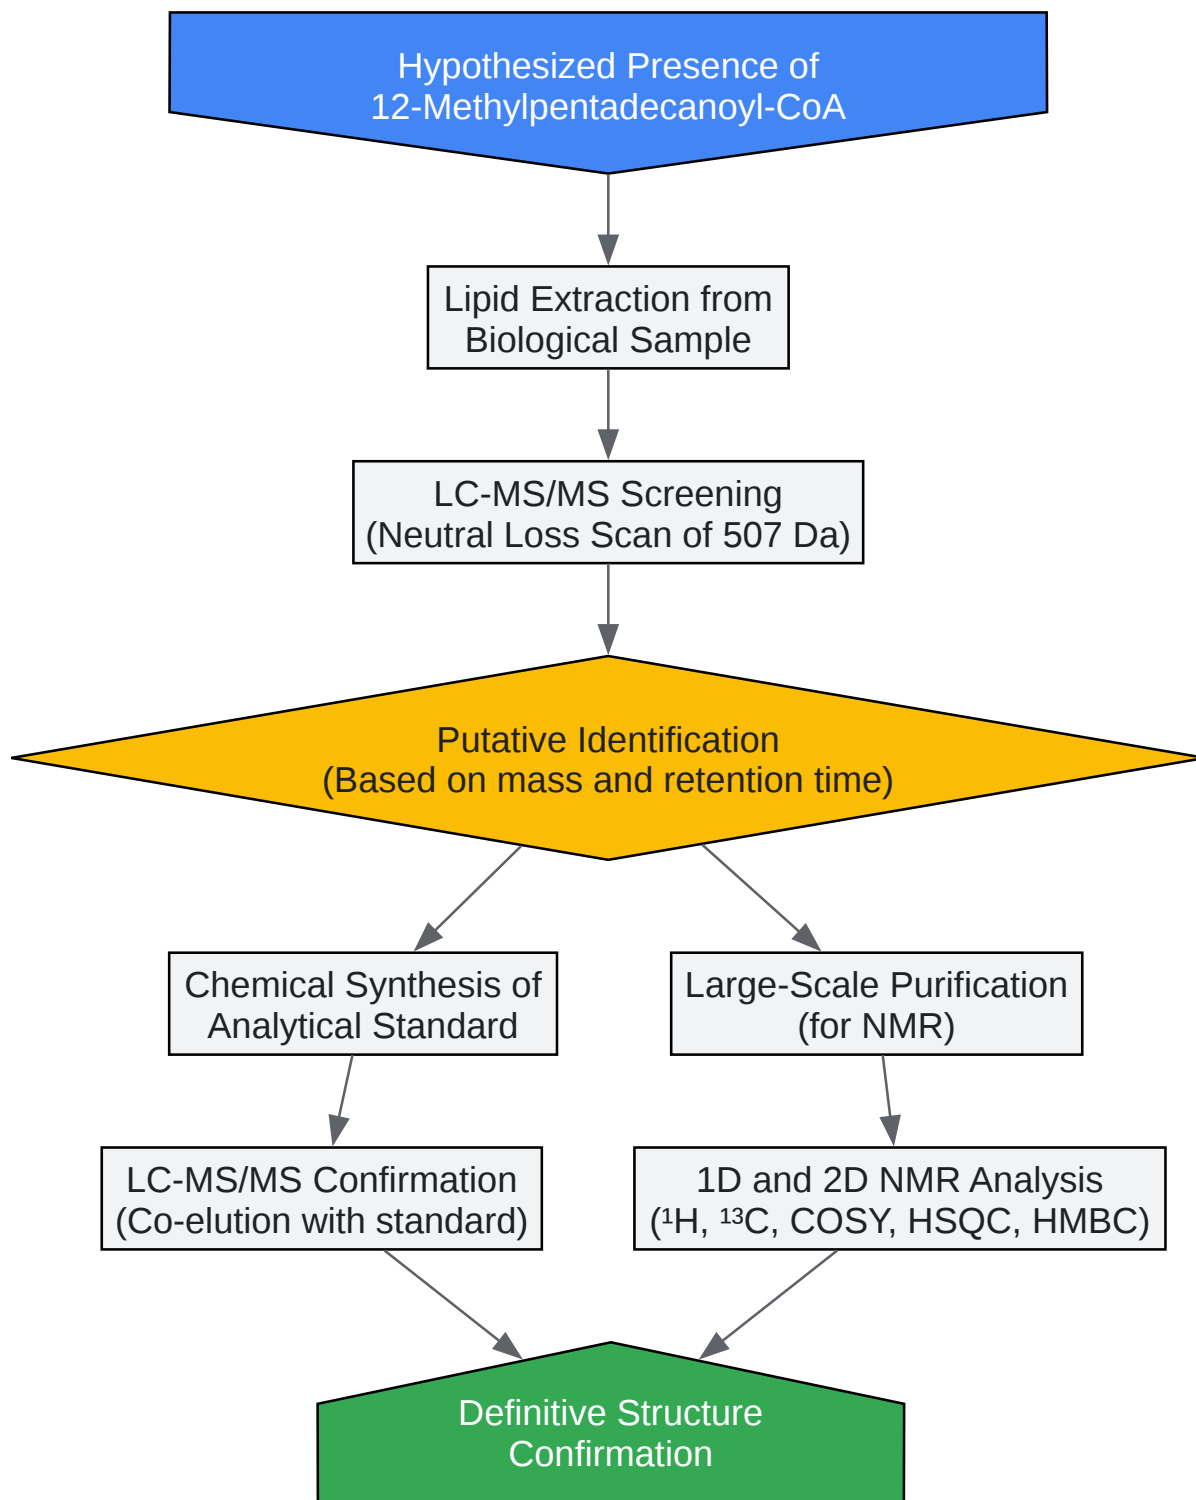 Hypothesized Presence of
12-Methylpentadecanoyl-CoA
Lipid Extraction from
Biological Sample
LC-MS/MS Screening
(Neutral Loss Scan of 507 Da)
Putative Identification
(Based on mass and retention time)
Chemical Synthesis of
Analytical Standard
Large-Scale Purification
(for NMR)
LC-MS/MS Confirmation
(Co-elution with standard)
1D and 2D NMR Analysis
(¹H, ¹³C, COSY, HSQC, HMBC)
Definitive Structure
Confirmation